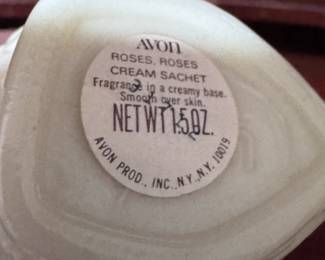 AVON
ROSES, ROSES
CREAM SACHET
Fragrance in a creamy base.
Smooth over skin.
NET WT 1.5 OZ.
AVON PROD., INC., N.Y., N.Y. 10019